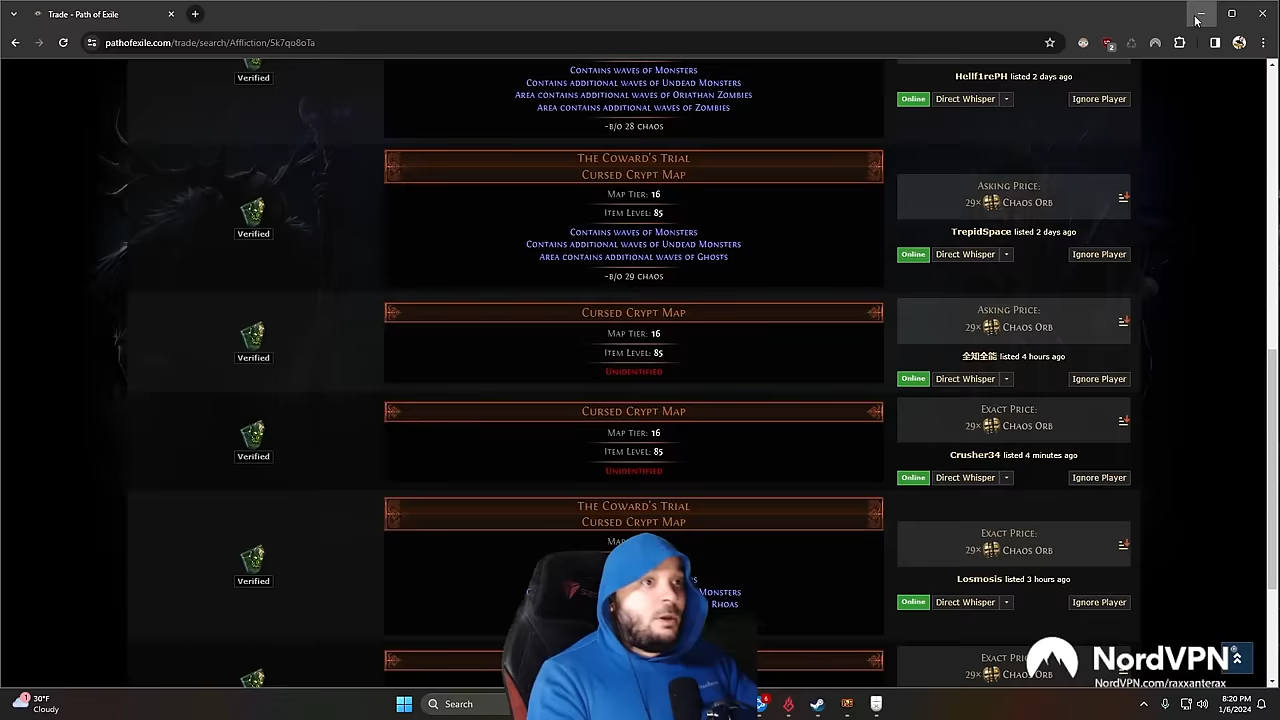 Trade - Path of Exile
pathofexile.com/trade/search/Affliction/5k7qo8oTa
2
Verified
Contains waves of Monsters
Contains additional waves of Undead Monsters
Area contains additional waves of Oriathan Zombies
Area contains additional waves of Zombies
~b/o 28 chaos
Hellf1rePH listed 2 days ago
Online Direct Whisper Ignore Player
The Coward's Trial
Cursed Crypt Map
Map Tier: 16
Item Level: 85
Contains waves of Monsters
Contains additional waves of Undead Monsters
Area contains additional waves of Ghosts
~b/o 29 chaos
Verified
Asking Price:
29× Chaos Orb
TrepidSpace listed 2 days ago
Online Direct Whisper Ignore Player
Cursed Crypt Map
Map Tier: 16
Item Level: 85
Unidentified
Verified
Asking Price:
29× Chaos Orb
全知全能 listed 4 hours ago
Online Direct Whisper Ignore Player
Cursed Crypt Map
Map Tier: 16
Item Level: 85
Unidentified
Verified
Exact Price:
29× Chaos Orb
Crusher34 listed 4 minutes ago
Online Direct Whisper Ignore Player
The Coward's Trial
Cursed Crypt Map
Monsters
Rhoas
Verified
Exact Price:
29× Chaos Orb
Losmosis listed 3 hours ago
Online Direct Whisper Ignore Player
29× Chaos Orb
NordVPN®
NordVPN.com/raxxanterax
1
30°F
Cloudy
Search
8:20 PM
1/6/2024